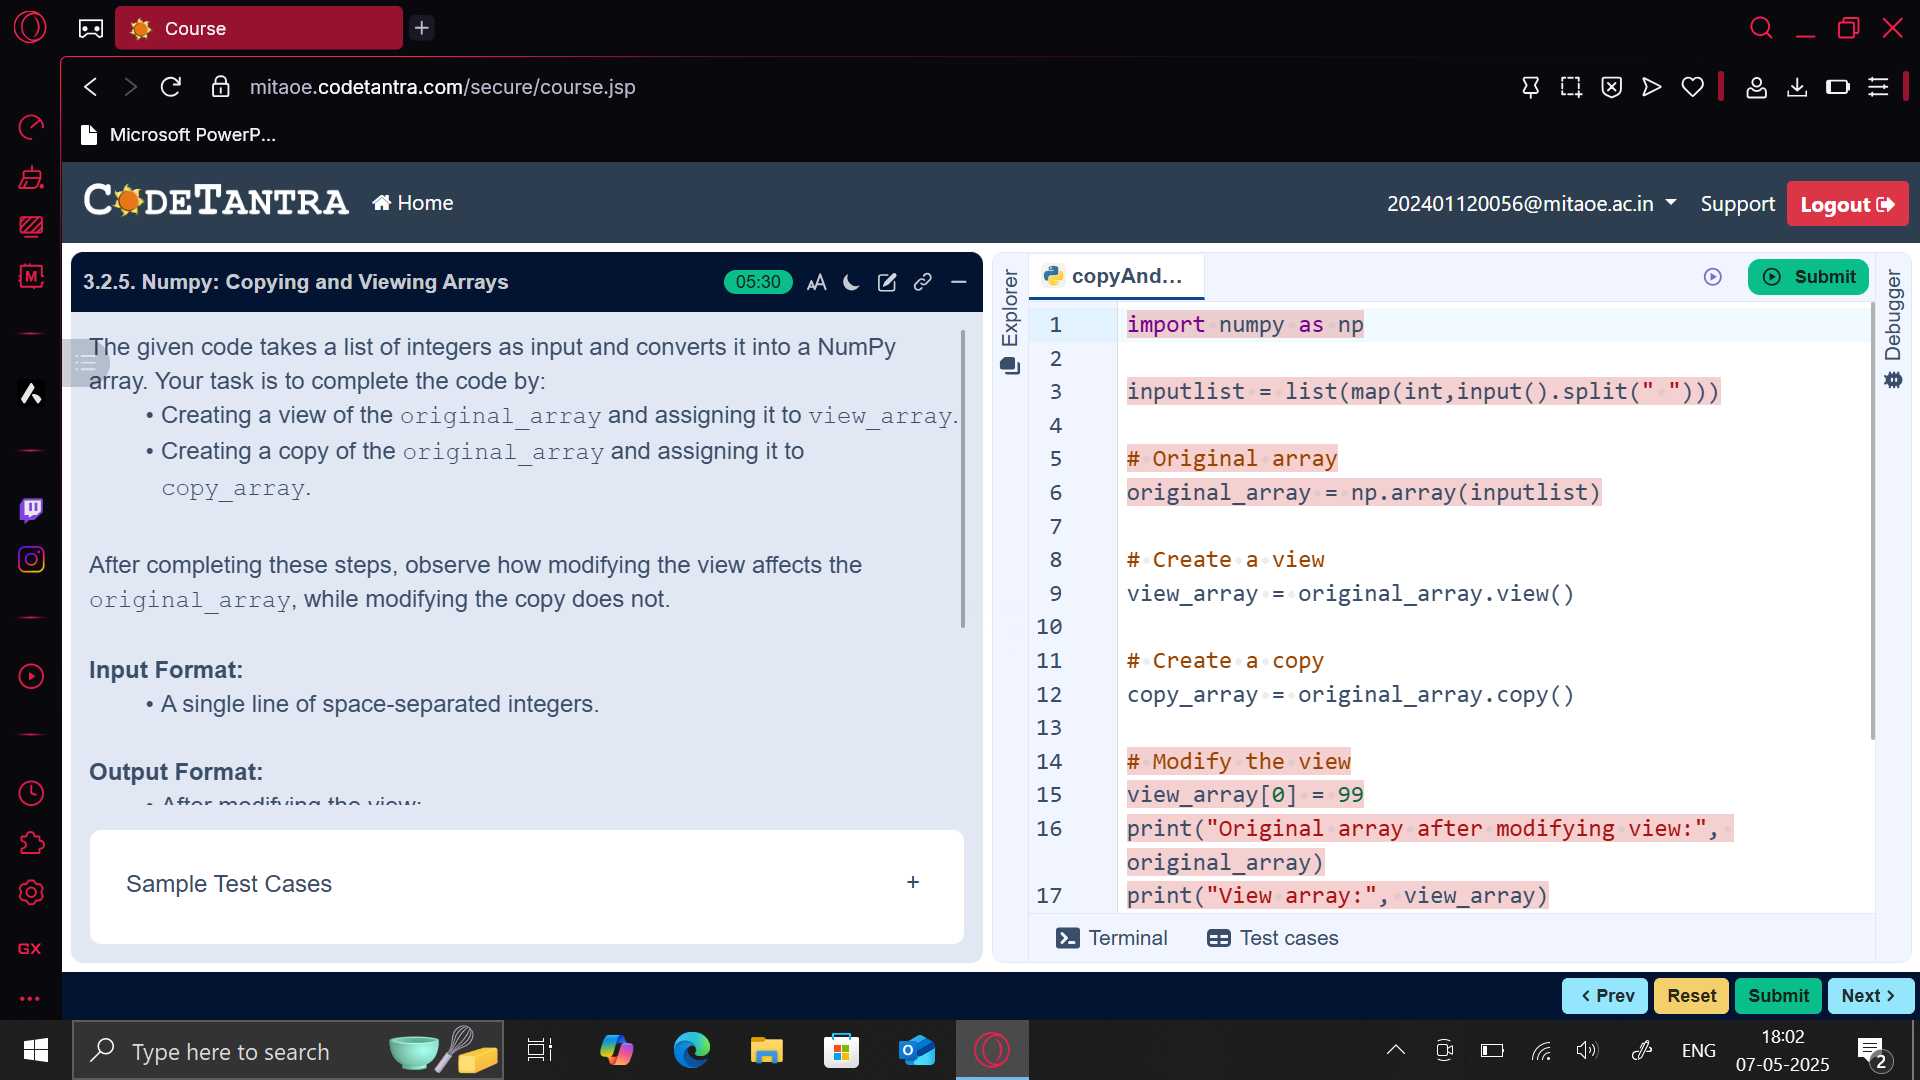 Course
mitaoe.codetantra.com/secure/course.jsp
Microsoft PowerP...
CODETANTRA
Home
202401120056@mitaoe.ac.in
Support
Logout
3.2.5. Numpy: Copying and Viewing Arrays
05:30
The given code takes a list of integers as input and converts it into a NumPy
array. Your task is to complete the code by:
• Creating a view of the original_array and assigning it to view_array.
• Creating a copy of the original_array and assigning it to
copy_array.
After completing these steps, observe how modifying the view affects the
original_array, while modifying the copy does not.
Input Format:
• A single line of space-separated integers.
Output Format:
• After modifying the view:
Sample Test Cases
+
Explorer
copyAnd...
Submit
Debugger
1 import numpy as np
2
3 inputlist = list(map(int,input().split(" ")))
4
5 # Original array
6 original_array = np.array(inputlist)
7
8 # Create a view
9 view_array = original_array.view()
10
11 # Create a copy
12 copy_array = original_array.copy()
13
14 # Modify the view
15 view_array[0] = 99
16 print("Original array after modifying view:",
original_array)
17 print("View array:", view_array)
Terminal
Test cases
Prev
Reset
Submit
Next
GX
Type here to search
ENG
18:02
07-05-2025
2